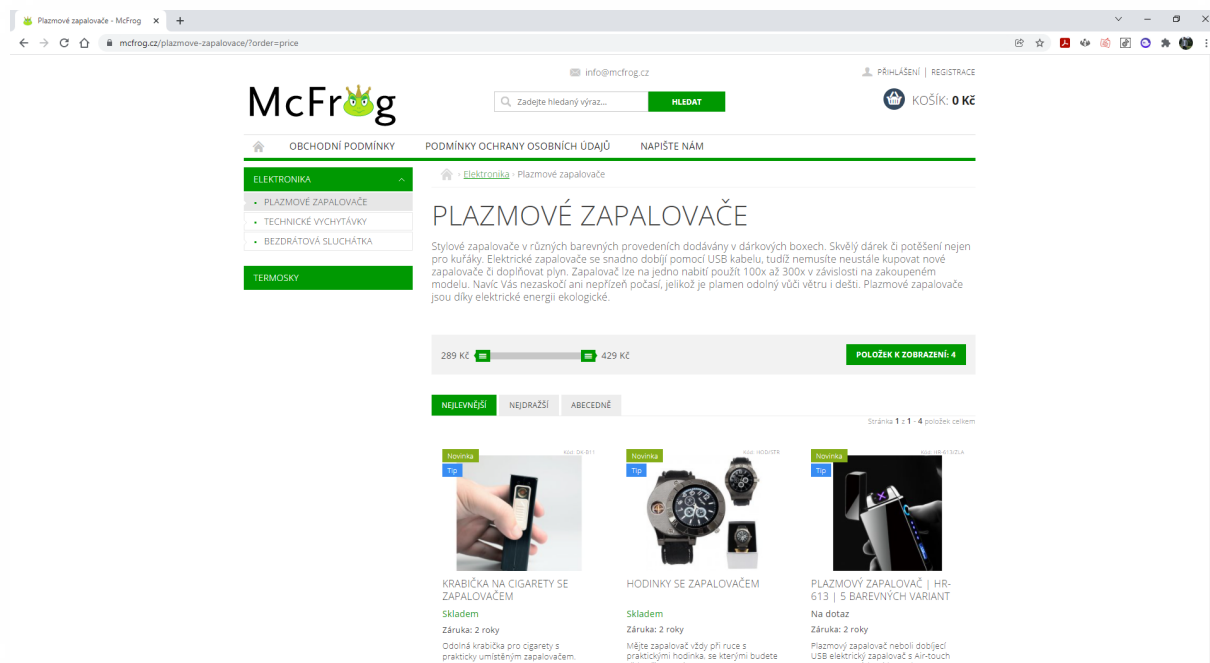 Plazmové zapalovače - McFrog
mcfrog.cz/plazmove-zapalovace/?order=price
info@mcfrog.cz
PŘIHLÁŠENÍ | REGISTRACE
McFrog
Zadejte hledaný výraz...
HLEDAT
KOŠÍK: 0 Kč
OBCHODNÍ PODMÍNKY
PODMÍNKY OCHRANY OSOBNÍCH ÚDAJŮ
NAPIŠTE NÁM
ELEKTRONIKA
PLAZMOVÉ ZAPALOVAČE
TECHNICKÉ VYCHYTÁVKY
BEZDRÁTOVÁ SLUCHÁTKA
TERMOSKY
Elektronika › Plazmové zapalovače
PLAZMOVÉ ZAPALOVAČE
Stylové zapalovače v různých barevných provedeních dodávány v dárkových boxech. Skvělý dárek či potěšení nejen
pro kuřáky. Elektrické zapalovače se snadno dobíjí pomocí USB kabelu, tudíž nemusíte neustále kupovat nové
zapalovače či doplňovat plyn. Zapalovač lze na jedno nabití použít 100x až 300x v závislosti na zakoupeném
modelu. Navíc Vás nezaskočí ani nepřízeň počasí, jelikož je plamen odolný vůči větru i dešti. Plazmové zapalovače
jsou díky elektrické energii ekologické.
289 Kč
429 Kč
POLOŽEK K ZOBRAZENÍ: 4
NEJLEVNĚJŠÍ
NEJDRAŽŠÍ
ABECEDNĚ
Stránka 1 z 1 - 4 položek celkem
Novinka
Tip
Kód: DK-B11
KRABIČKA NA CIGARETY SE
ZAPALOVAČEM
Skladem
Záruka: 2 roky
Odolná krabička pro cigarety s
prakticky umístěným zapalovačem.
Novinka
Tip
HODINKY SE ZAPALOVAČEM
Skladem
Záruka: 2 roky
Mějte zapalovač vždy při ruce s
praktickými hodinka, se kterými budete
Novinka
Tip
PLAZMOVÝ ZAPALOVAČ | HR-
613 | 5 BAREVNÝCH VARIANT
Na dotaz
Záruka: 2 roky
Plazmový zapalovač neboli dobíjecí
USB elektrický zapalovač s Air-touch